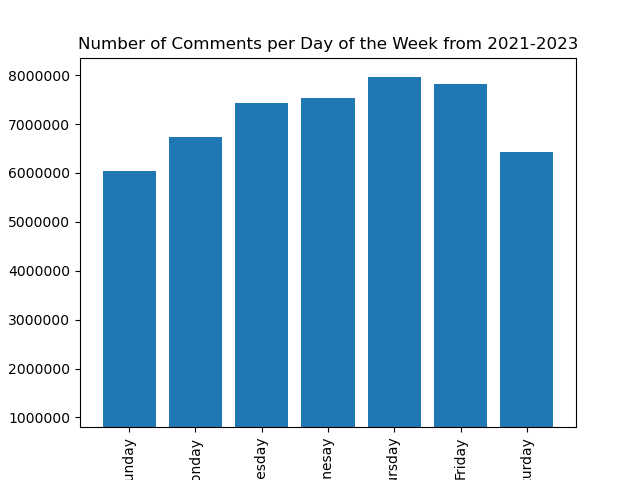 Number of Comments per Day of the Week from 2021-2023
8000000
7000000
6000000
5000000
4000000
3000000
2000000
1000000
unday
onday
esday
nesay
ursday
Friday
turday